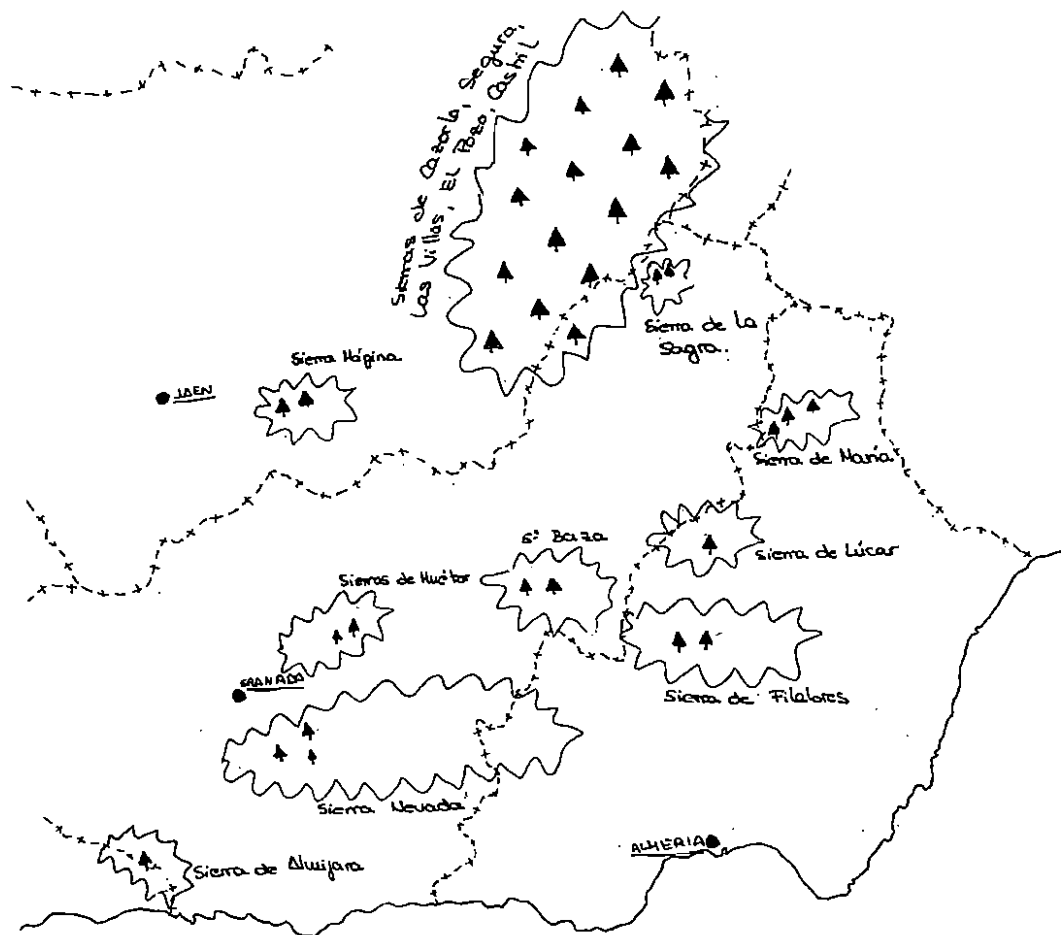 Sierras de Cazorla, Segura,
Las Villas, El Pozo, Castril
Sierra de La
Sagra.
Sierra Mágina
JAEN
Sierra de María
Sª Baza
Sierra de Lúcar
Sierras de Huétor
GRANADA
Sierra de Filabres
Sierra Nevada
ALMERIA
Sierra de Almijara